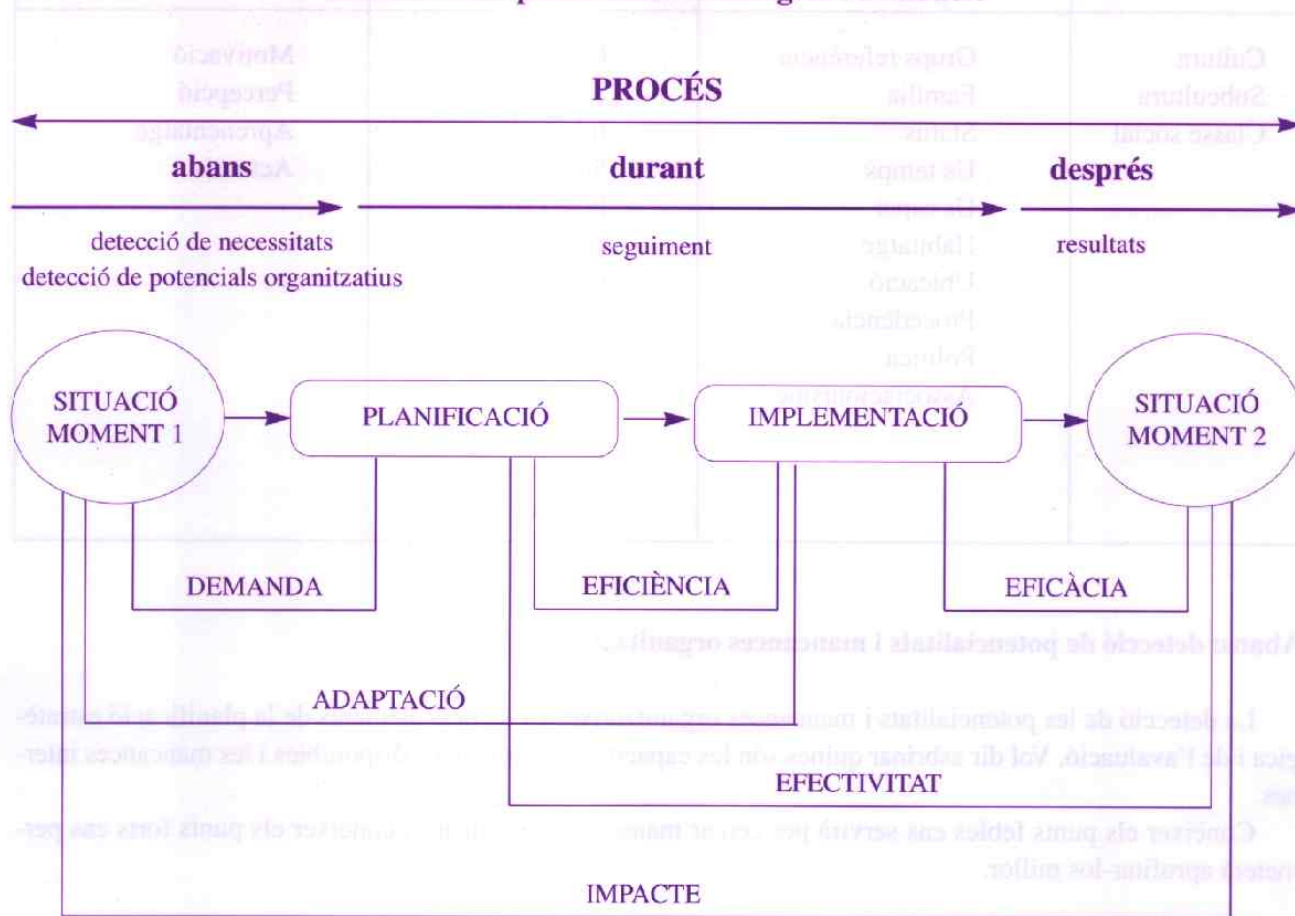 PROCÉS
abans durant després
detecció de necessitats seguiment resultats
detecció de potencials organitzatius
SITUACIÓ
MOMENT 1
PLANIFICACIÓ
IMPLEMENTACIÓ
SITUACIÓ
MOMENT 2
DEMANDA EFICIÈNCIA EFICÀCIA
ADAPTACIÓ
EFECTIVITAT
IMPACTE